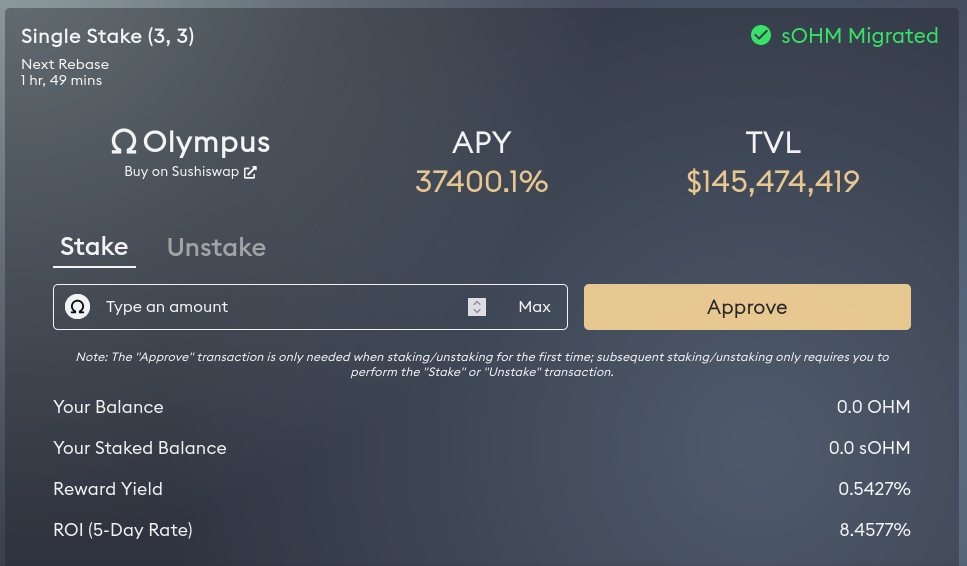 Single Stake (3, 3)
sOHM Migrated
Next Rebase
1 hr, 49 mins
Olympus
Buy on Sushiswap
APY
37400.1%
TVL
$145,474,419
Stake
Unstake
Type an amount
Max
Approve
Note: The "Approve" transaction is only needed when staking/unstaking for the first time; subsequent staking/unstaking only requires you to
perform the "Stake" or "Unstake" transaction.
Your Balance 0.0 OHM
Your Staked Balance 0.0 sOHM
Reward Yield 0.5427%
ROI (5-Day Rate) 8.4577%